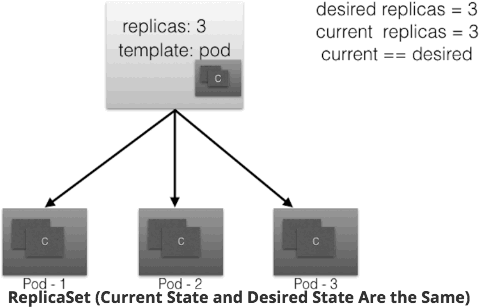 replicas: 3
template: pod
C
desired replicas = 3
current replicas = 3
current == desired
C
C
C
Pod - 1
Pod - 2
Pod - 3
ReplicaSet (Current State and Desired State Are the Same)